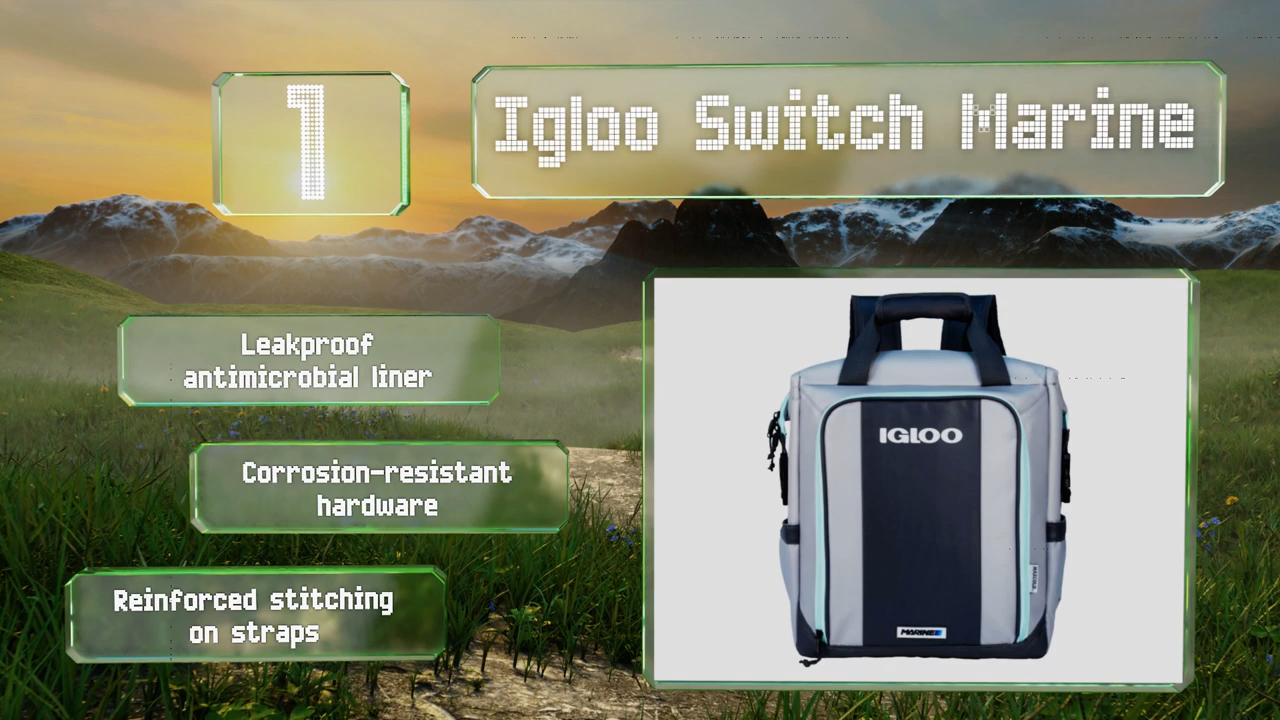 1
Igloo Switch Marine
Leakproof
antimicrobial liner
Corrosion-resistant
hardware
Reinforced stitching
on straps
IGLOO
MARINE